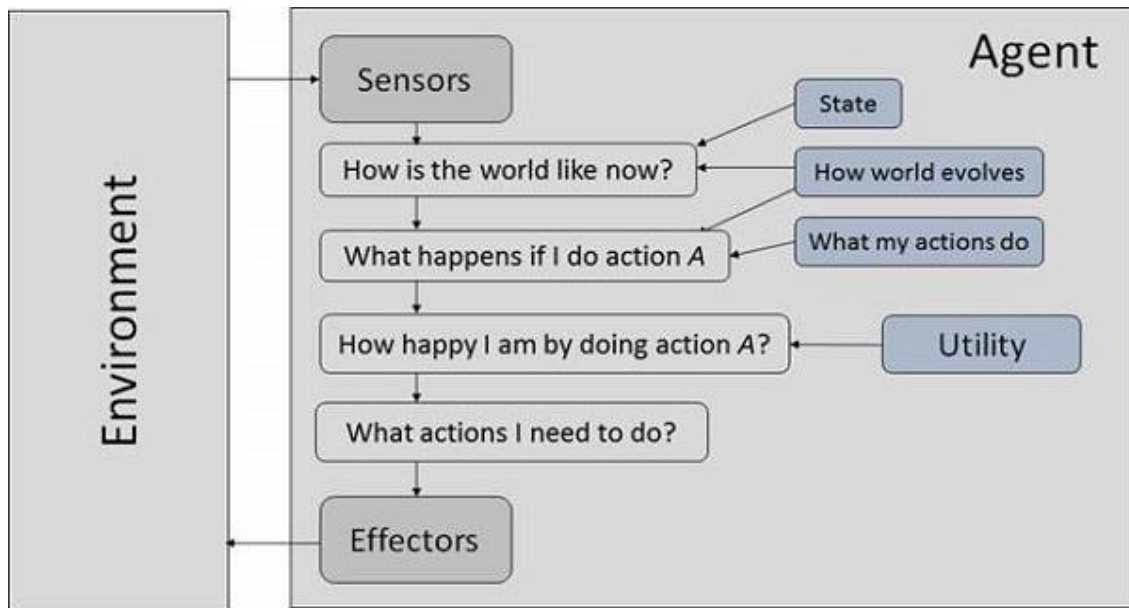 Agent
Environment
Sensors
State
How is the world like now?
How world evolves
What happens if I do action A
What my actions do
How happy I am by doing action A?
Utility
What actions I need to do?
Effectors